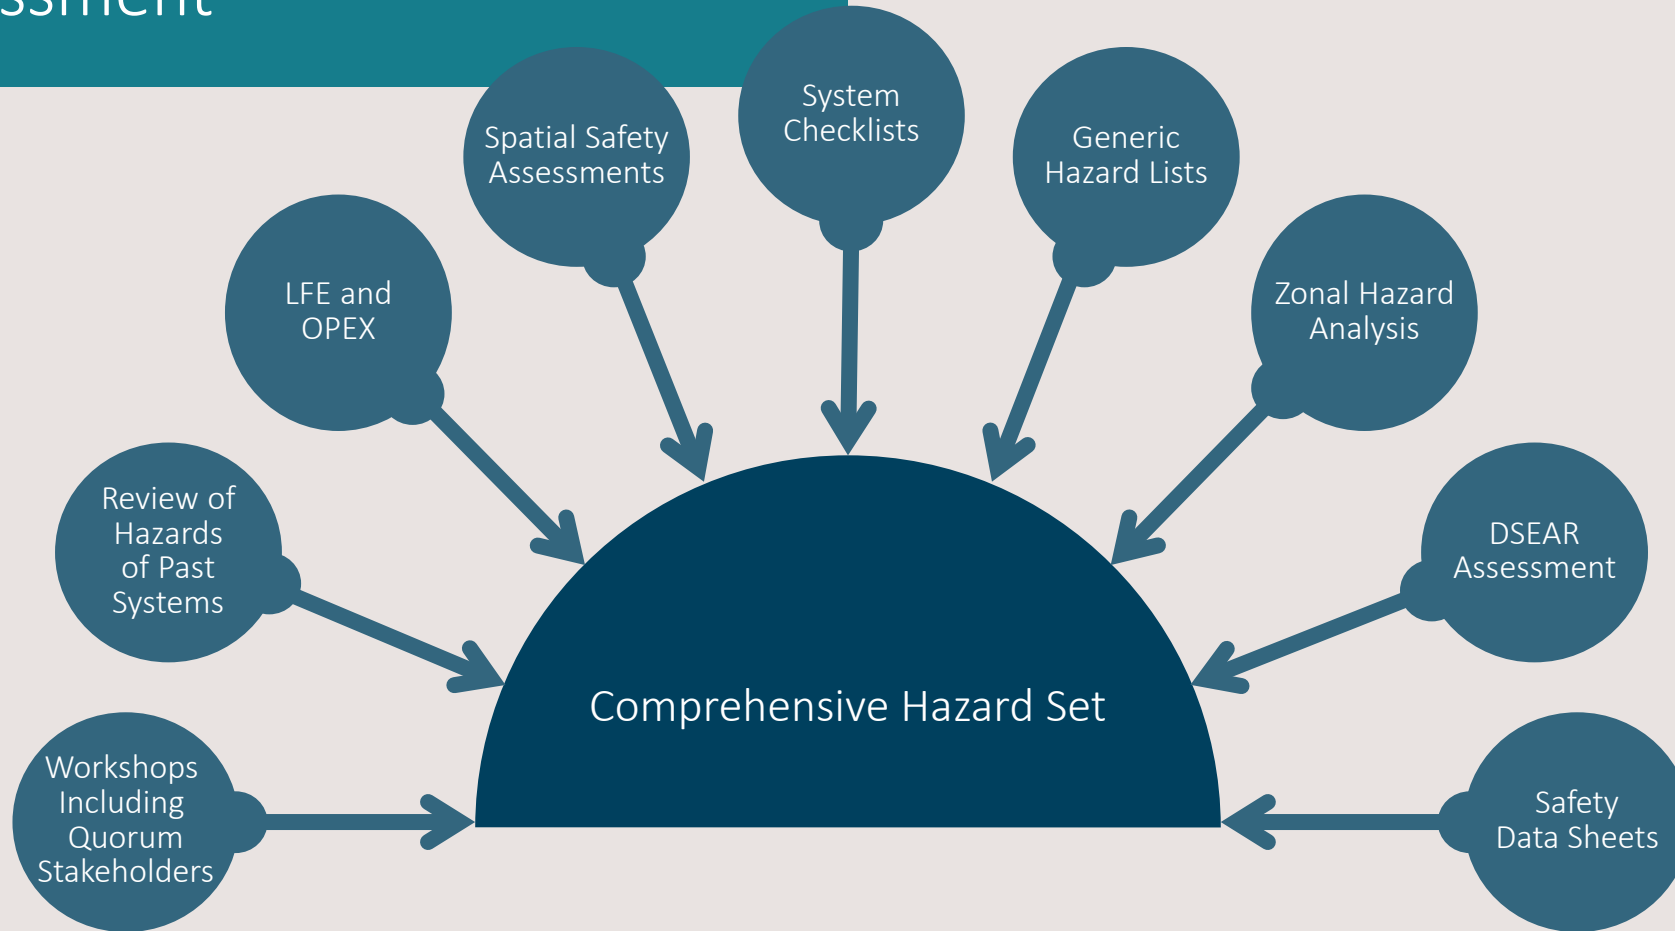 System
Checklists
Spatial Safety
Assessments
Generic
Hazard Lists
LFE and
OPEX
Zonal Hazard
Analysis
Review of
Hazards
of Past
Systems
DSEAR
Assessment
Comprehensive Hazard Set
Workshops
Including
Quorum
Stakeholders
Safety
Data Sheets